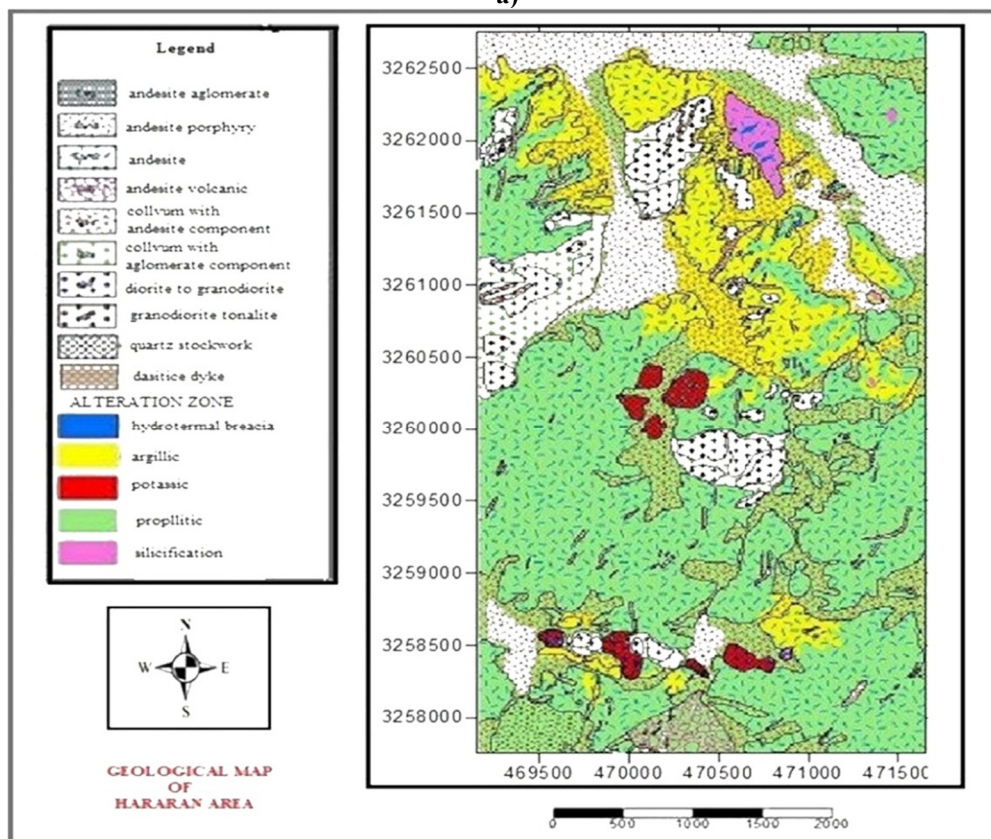 a)
Legend
andesite aglomerate
andesite porphyry
andesite
andesite volcanic
collvum with
andesite component
collvum with
aglomerate component
diorite to granodiorite
granodiorite tonalite
quartz stockwork
dasitice dyke
ALTERATION ZONE
hydrotermal breacia
argillic
potassic
propllitic
silicification
N
W E
S
GEOLOGICAL MAP
OF
HARARAN AREA
3262500
3262000
3261500
3261000
3260500
3260000
3259500
3259000
3258500
3258000
469500 470000 470500 471000 471500
0 500 1000 1500 2000